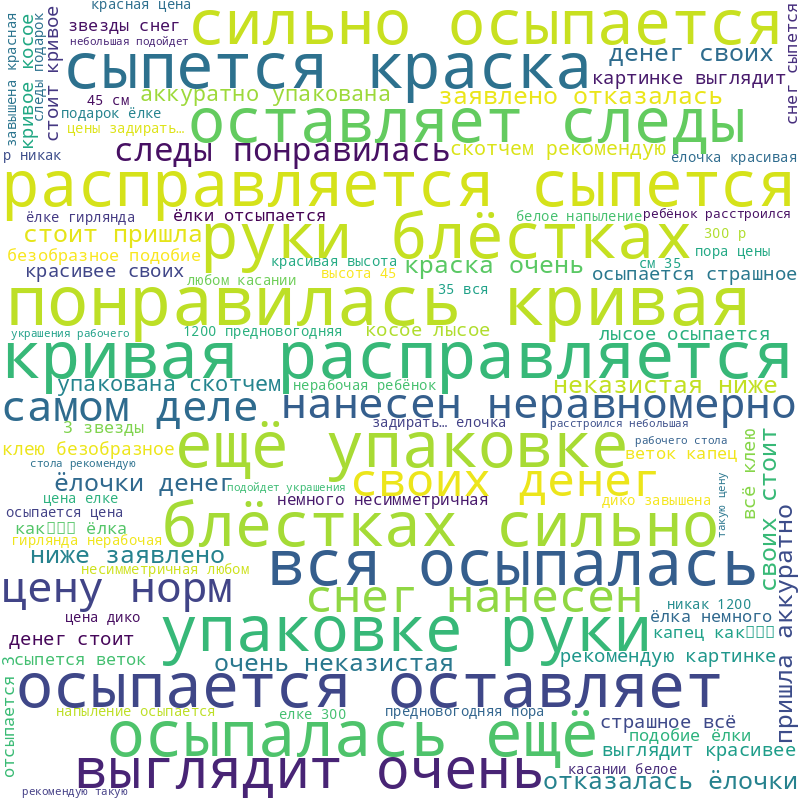 красная цена
звезды снег
небольшая подойдет
сильно осыпается
завышена красная
кривое косое
следы подарок
стоит кривое
сыпется краска
денег своих
картинке выглядит
снег сыпется
45 см
аккуратно упакована
заявлено отказалась
подарок ёлке
цены задирать…
оставляет следы
р никак
следы понравилась
скотчем рекомендую
ёлочка красивая
расправляется сыпется
ёлке гирлянда
ёлки отсыпается
белое напыление
ребёнок расстроился
стоит пришла
руки блёстках
300 р
безобразное подобие
красивая высота
пора цены
красивее своих
высота 45
краска очень
см 35
осыпается страшное
любом касании
35 вся
понравилась кривая
украшения рабочего
1200 предновогодняя
косое лысое
лысое осыпается
кривая расправляется
упакована скотчем
нерабочая ребёнок
неказистая ниже
самом деле
нанесен неравномерно
3 звезды
задирать… елочка
расстроился небольшая
клею безобразное
ещё упаковке
рабочего стола
веток капец
всё клею
своих стоит
стола рекомендую
ёлочки денег
подойдет украшения
своих денег
такую цену
цена елке
немного несимметричная
дико завышена
осыпается цена
как ёлка
блёстках сильно
гирлянда нерабочая
ниже заявлено
вся осыпалась
несимметричная любом
пришла аккуратно
цену норм
снег нанесен
никак 1200
цена дико
ёлка немного
денег стоит
упаковке руки
капец как
сыпется веток
очень неказистая
рекомендую картинке
отсыпается 3
осыпается оставляет
напыление осыпается
елке 300
предновогодняя пора
страшное всё
осыпалась ещё
подобие ёлки
выглядит красивее
выглядит очень
касании белое
отказалась ёлочки
рекомендую такую